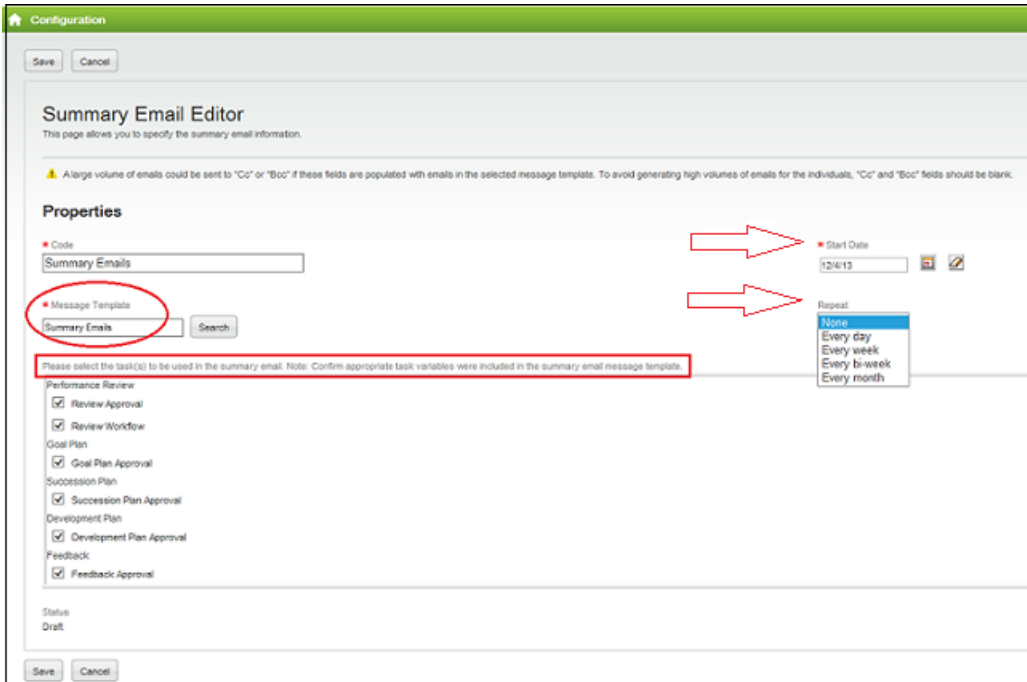 Configuration
Save Cancel
Summary Email Editor
This page allows you to specify the summary email information.
A large volume of emails could be sent to "Cc" or "Bcc" if these fields are populated with emails in the selected message template. To avoid generating high volumes of emails for the individuals, "Cc" and "Bcc" fields should be blank.
Properties
Code
Summary Emails
Start Date
12/4/13
Message Template
Summary Emails Search
Repeat
None
Every day
Every week
Every bi-week
Every month
Please select the task(s) to be used in the summary email. Note: Confirm appropriate task variables were included in the summary email message template.
Performance Review
Review Approval
Review Workflow
Goal Plan
Goal Plan Approval
Succession Plan
Succession Plan Approval
Development Plan
Development Plan Approval
Feedback
Feedback Approval
Status
Draft
Save Cancel